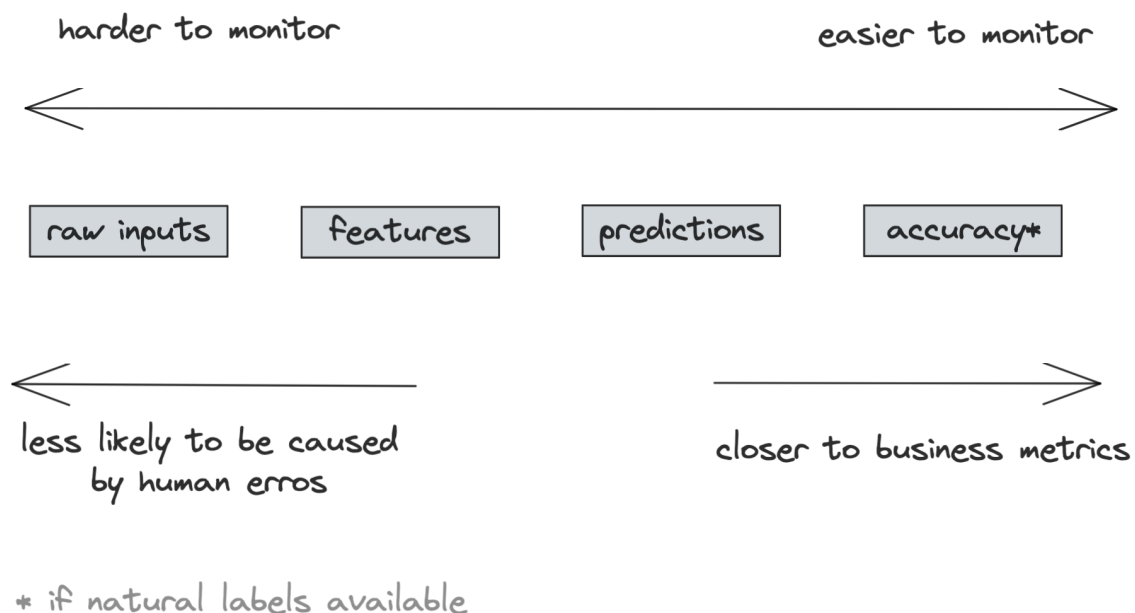 harder to monitor
easier to monitor
raw inputs
features
predictions
accuracy*
less likely to be caused
by human erros
closer to business metrics
* if natural labels available